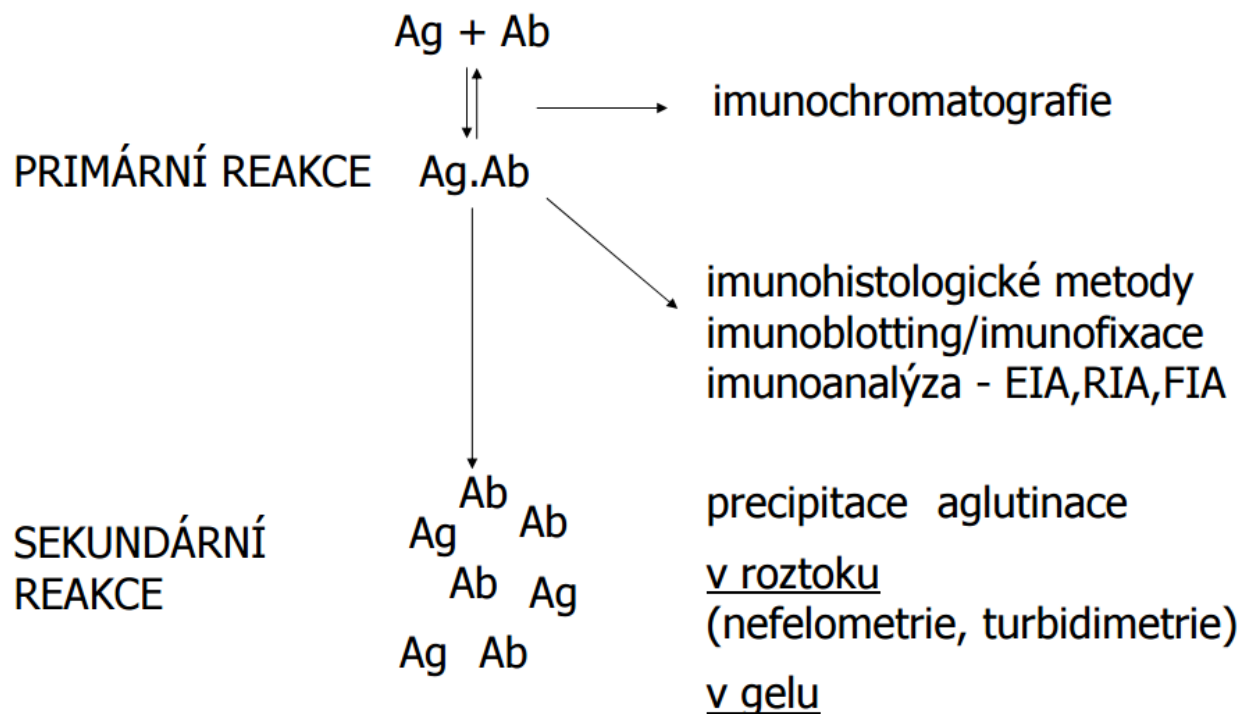 Ag + Ab
imunochromatografie
PRIMÁRNÍ REAKCE Ag.Ab
imunohistologické metody
imunoblotting/imunofixace
imunoanalýza - EIA,RIA,FIA
Ab
Ag Ab
Ab Ag
Ag Ab
SEKUNDÁRNÍ
REAKCE
precipitace aglutinace
v roztoku
(nefelometrie, turbidimetrie)
v gelu